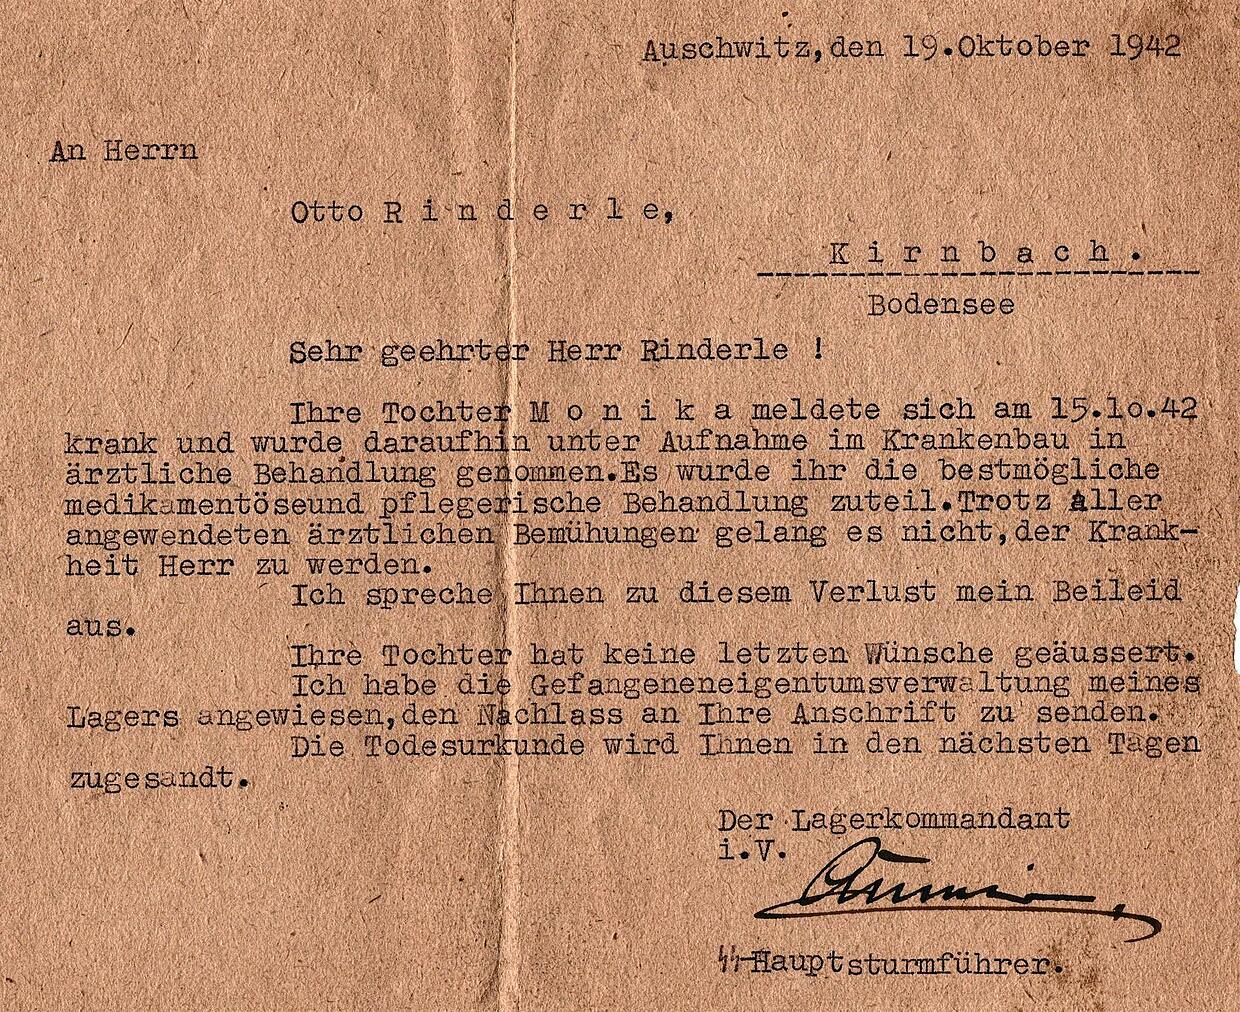 Auschwitz,den 19.Oktober 1942
An Herrn
Otto R i n d e r l e,
K i r n b a c h .
Bodensee
Sehr geehrter Herr Rinderle !
Ihre Tochter M o n i k a meldete sich am 15.1o.42
krank und wurde daraufhin unter Aufnahme im Krankenbau in
ärztliche Behandlung genommen.Es wurde ihr die bestmögliche
medikamentöseund pflegerische Behandlung zuteil.Trotz aller
angewendeten ärztlichen Bemühungen gelang es nicht,der Krank-
heit Herr zu werden.
Ich spreche Ihnen zu diesem Verlust mein Beileid
aus.
Ihre Tochter hat keine letzten Wünsche geäussert.
Ich habe die Gefangeneneigentumsverwaltung meines
Lagers angewiesen,den Nachlass an Ihre Anschrift zu senden.
Die Todesurkunde wird Ihnen in den nächsten Tagen
zugesandt.
Der Lagerkommandant
i.V.
SS-Hauptsturmführer.